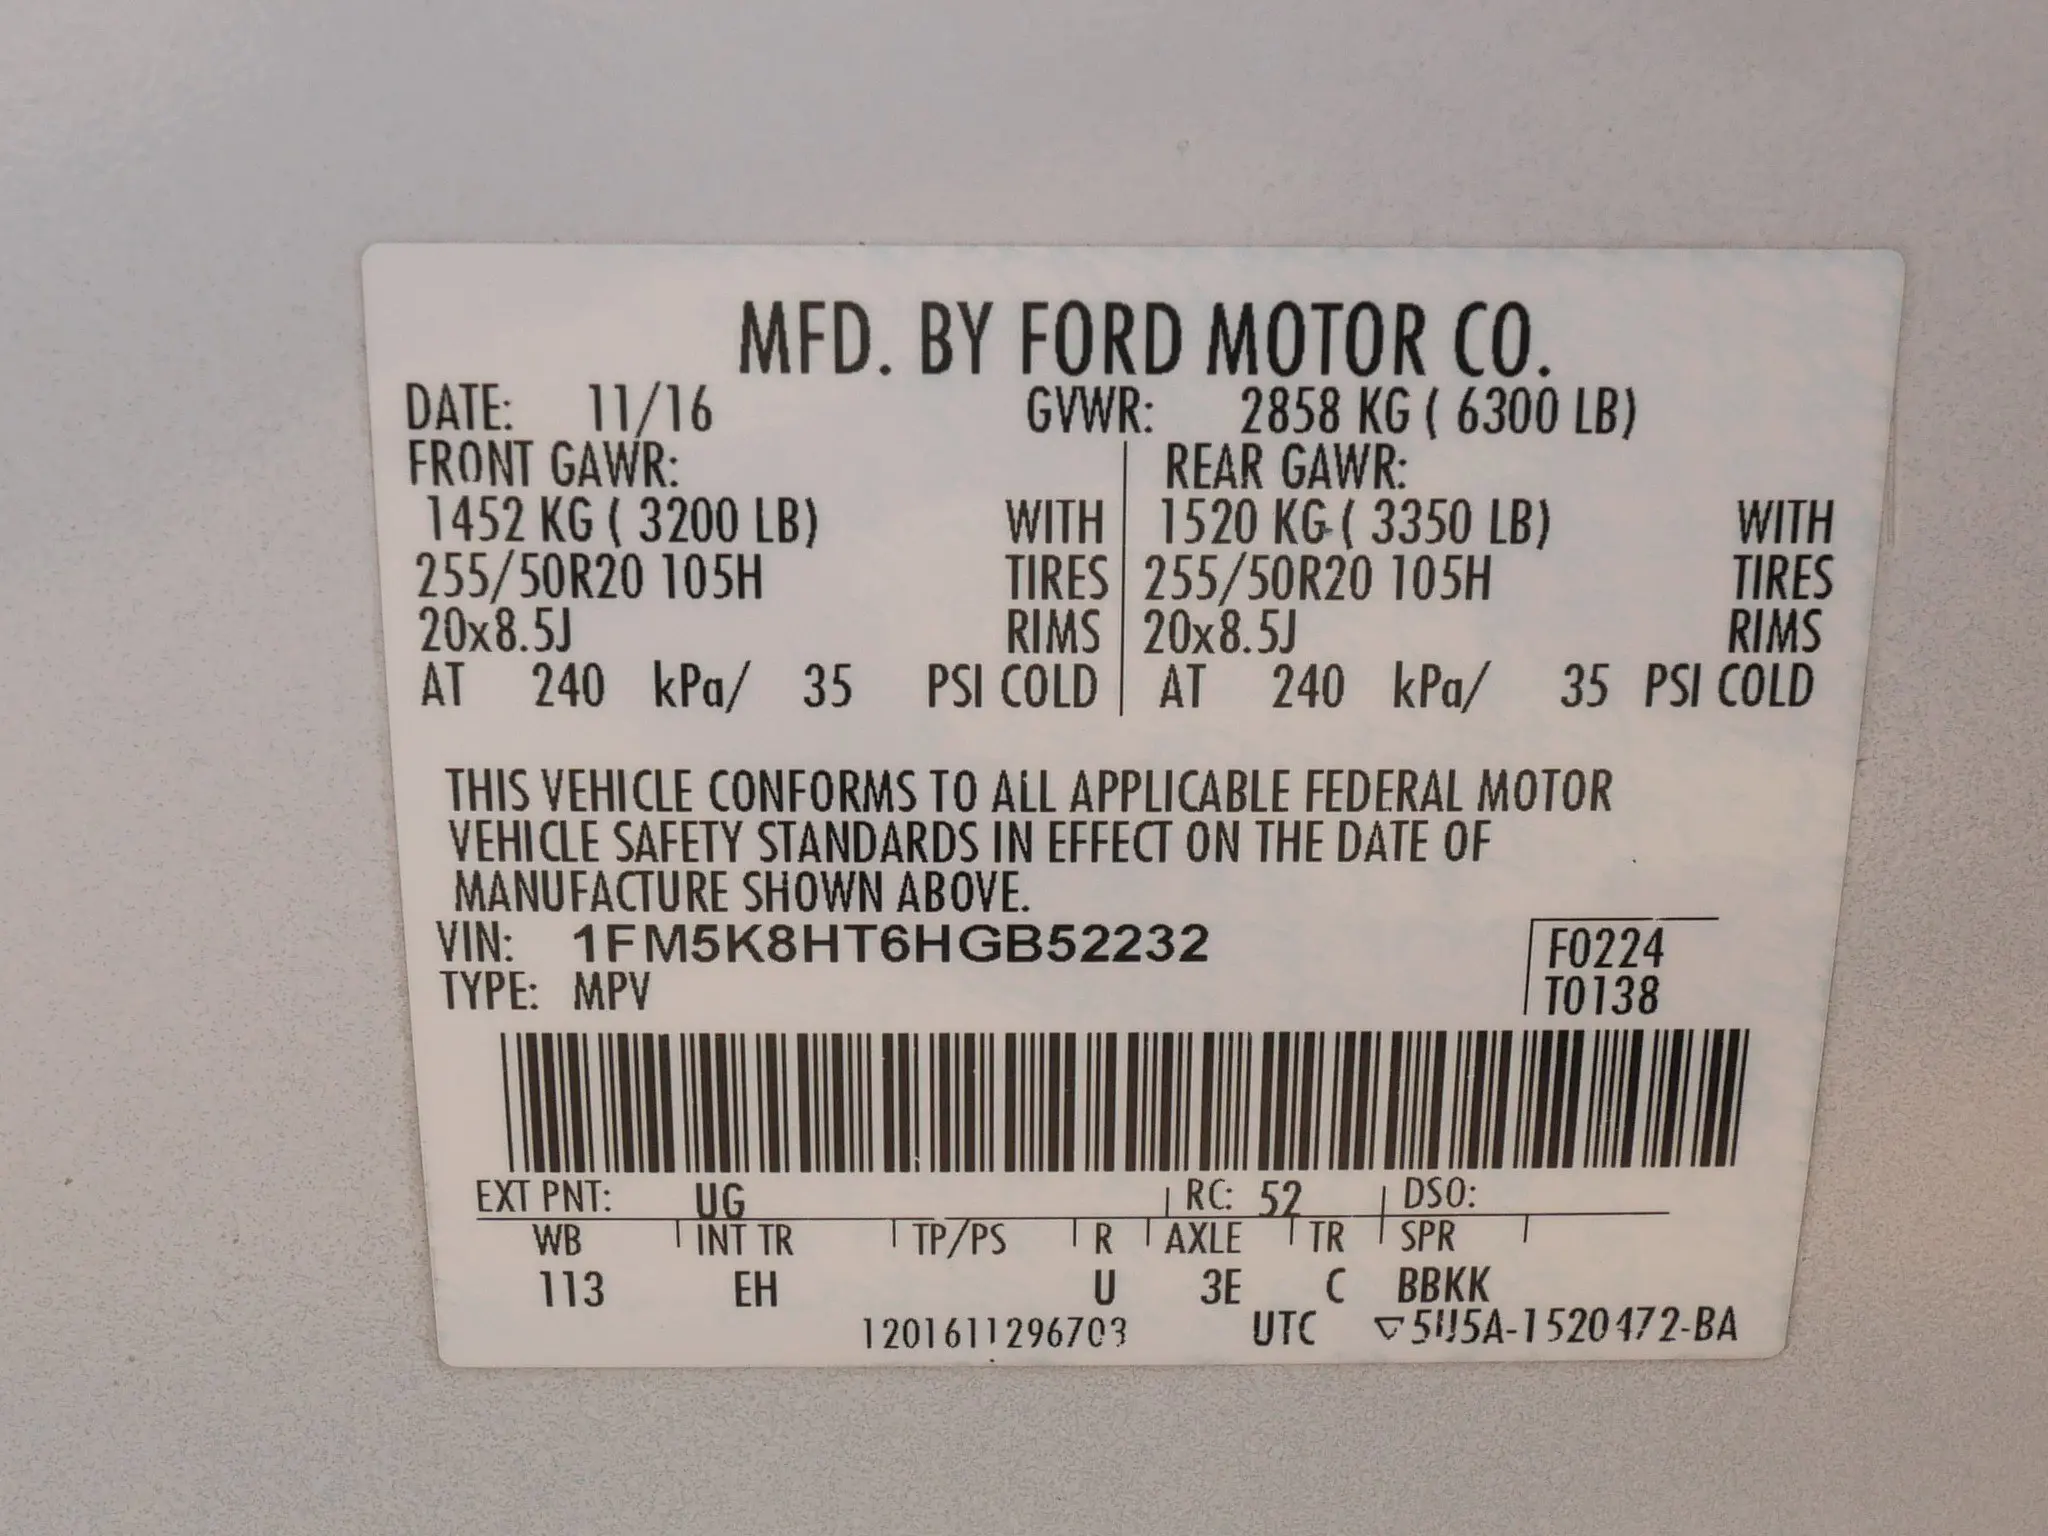 MFD. BY FORD MOTOR CO.
DATE: 11/16 GVWR: 2858 KG ( 6300 LB)
FRONT GAWR: REAR GAWR:
1452 KG ( 3200 LB) WITH 1520 KG ( 3350 LB) WITH
255/50R20 105H TIRES 255/50R20 105H TIRES
20x8.5J RIMS 20x8.5J RIMS
AT 240 kPa/ 35 PSI COLD AT 240 kPa/ 35 PSI COLD
THIS VEHICLE CONFORMS TO ALL APPLICABLE FEDERAL MOTOR
VEHICLE SAFETY STANDARDS IN EFFECT ON THE DATE OF
MANUFACTURE SHOWN ABOVE.
VIN: 1FM5K8HT6HGB52232 F0224
TYPE: MPV T0138
EXT PNT: UG RC: 52 DSO:
WB INT TR TP/PS R AXLE TR SPR
113 EH U 3E C BBKK
1201611296703 UTC ▽5U5A-1520472-BA